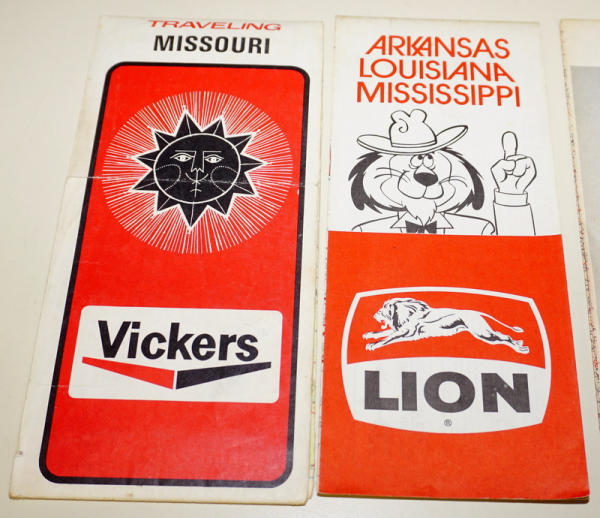 TRAVELING
MISSOURI
Vickers
ARKANSAS
LOUISIANA
MISSISSIPPI
LION
®